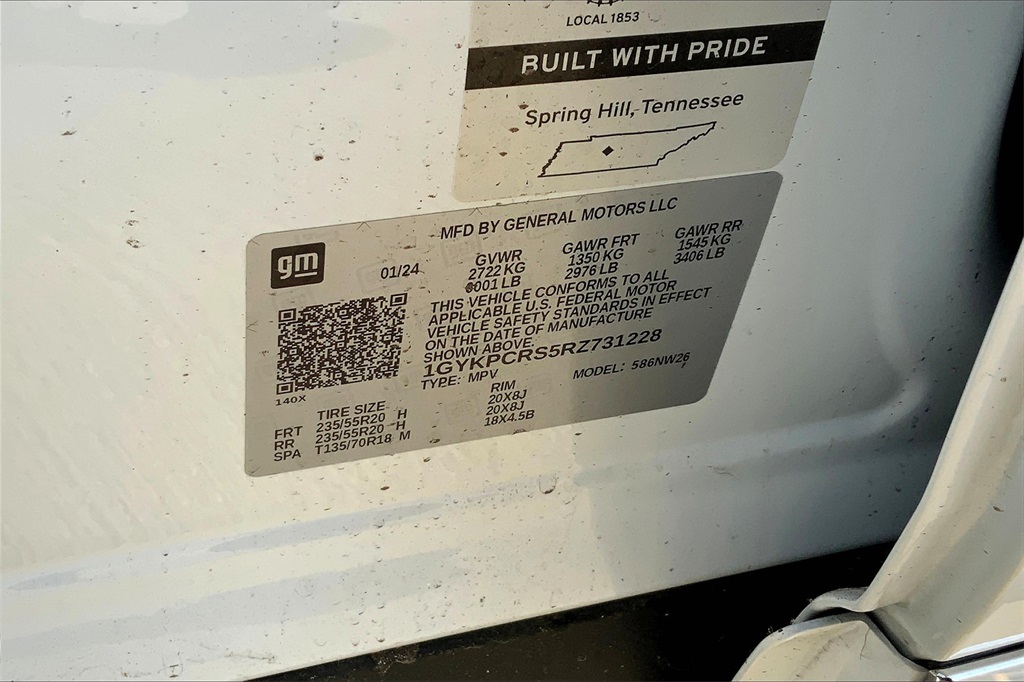 LOCAL 1853
BUILT WITH PRIDE
Spring Hill, Tennessee
MFD BY GENERAL MOTORS LLC
gm
01/24
GVWR GAWR FRT GAWR RR
2722 KG 1350 KG 1545 KG
6001 LB 2976 LB 3406 LB
THIS VEHICLE CONFORMS TO ALL
APPLICABLE U.S. FEDERAL MOTOR
VEHICLE SAFETY STANDARDS IN EFFECT
ON THE DATE OF MANUFACTURE
SHOWN ABOVE.
1GYKPCRS5RZ731228
TYPE: MPV MODEL: 586NW26
140X
TIRE SIZE RIM
FRT 235/55R20 H 20X8J
RR 235/55R20 H 20X8J
SPA T135/70R18 M 18X4.5B